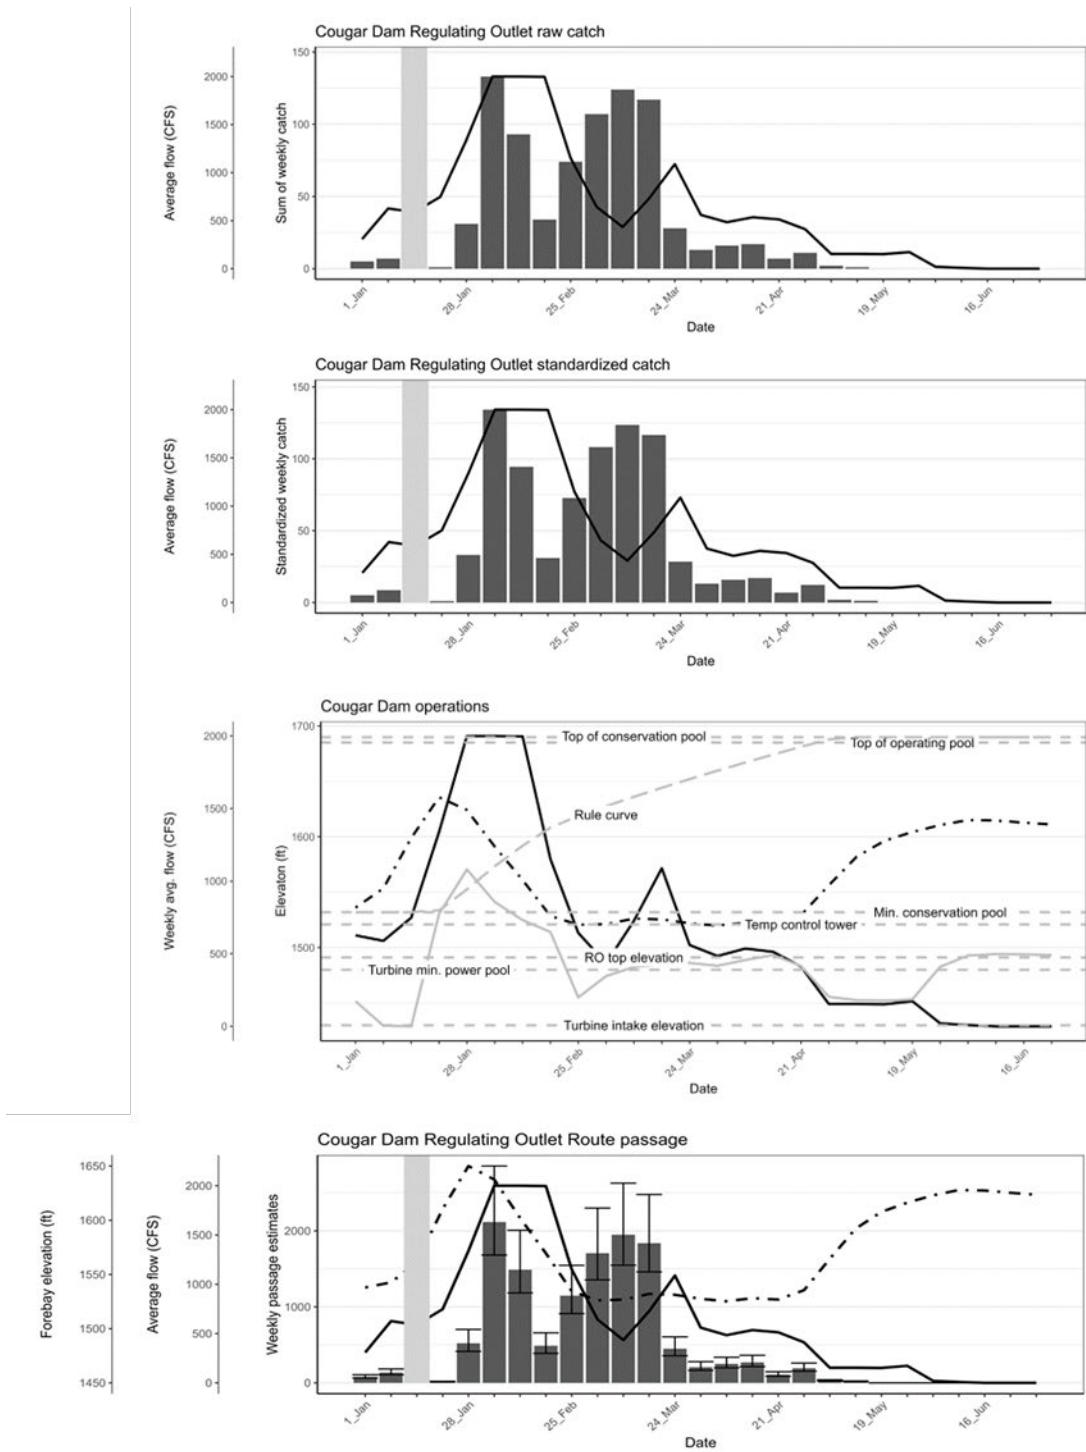 Cougar Dam Regulating Outlet raw catch
Average flow (CFS)
2000
1500
1000
500
0
Sum of weekly catch
150
100
50
0
1_Jan
28_Jan
25_Feb
24_Mar
21_Apr
19_May
16_Jun
Date
Cougar Dam Regulating Outlet standardized catch
Average flow (CFS)
2000
1500
1000
500
0
Standardized weekly catch
150
100
50
0
1_Jan
28_Jan
25_Feb
24_Mar
21_Apr
19_May
16_Jun
Date
Cougar Dam operations
Weekly avg. flow (CFS)
2000
1500
1000
500
0
Elevaton (ft)
1700
1600
1500
Top of conservation pool
Top of operating pool
Rule curve
Min. conservation pool
Temp control tower
RO top elevation
Turbine min. power pool
Turbine intake elevation
1_Jan
28_Jan
25_Feb
24_Mar
21_Apr
19_May
16_Jun
Date
Cougar Dam Regulating Outlet Route passage
Forebay elevation (ft)
1650
1600
1550
1500
1450
Average flow (CFS)
2000
1500
1000
500
0
Weekly passage estimates
2000
1000
0
1_Jan
28_Jan
25_Feb
24_Mar
21_Apr
19_May
16_Jun
Date